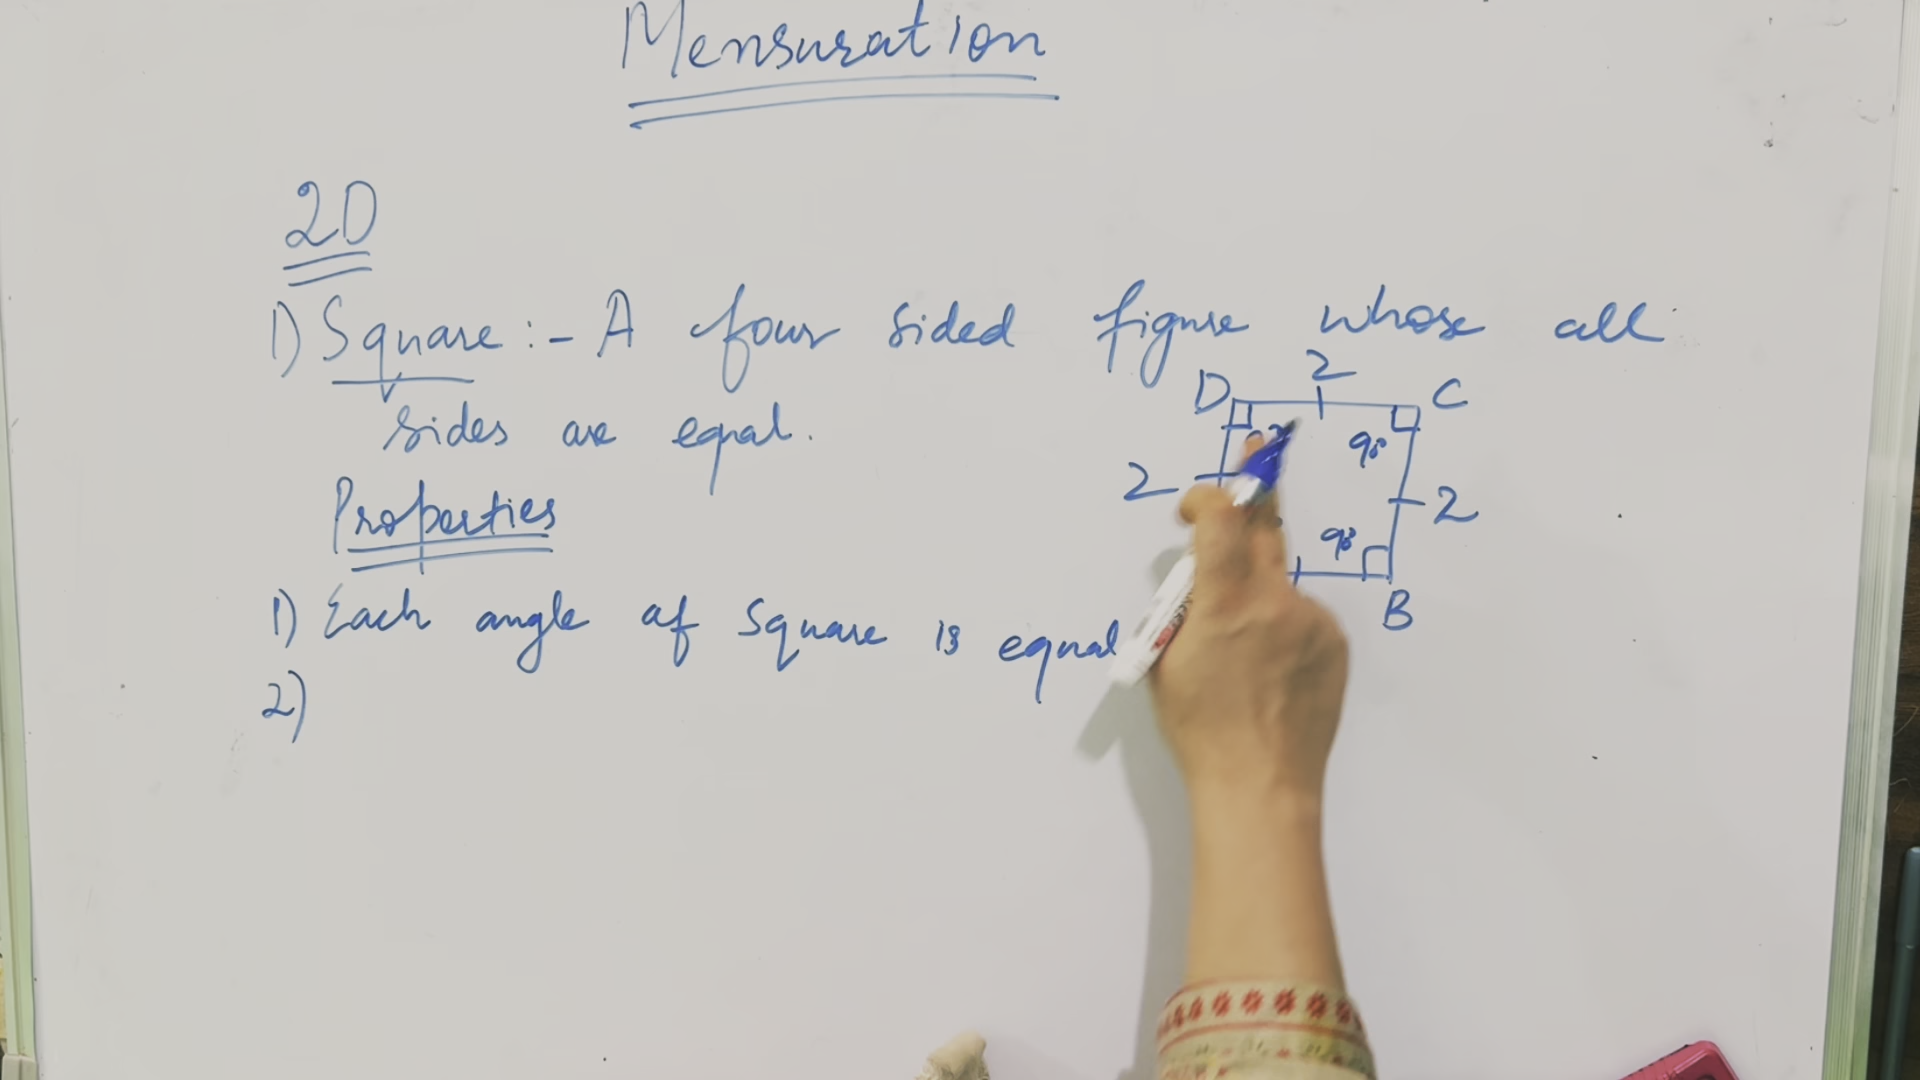 Mensuration
2D
1) Square :- A four sided figure whose all
sides are equal.
Properties
1) Each angle of square is equal
2)
D 2 C
90°
2 2
90°
B